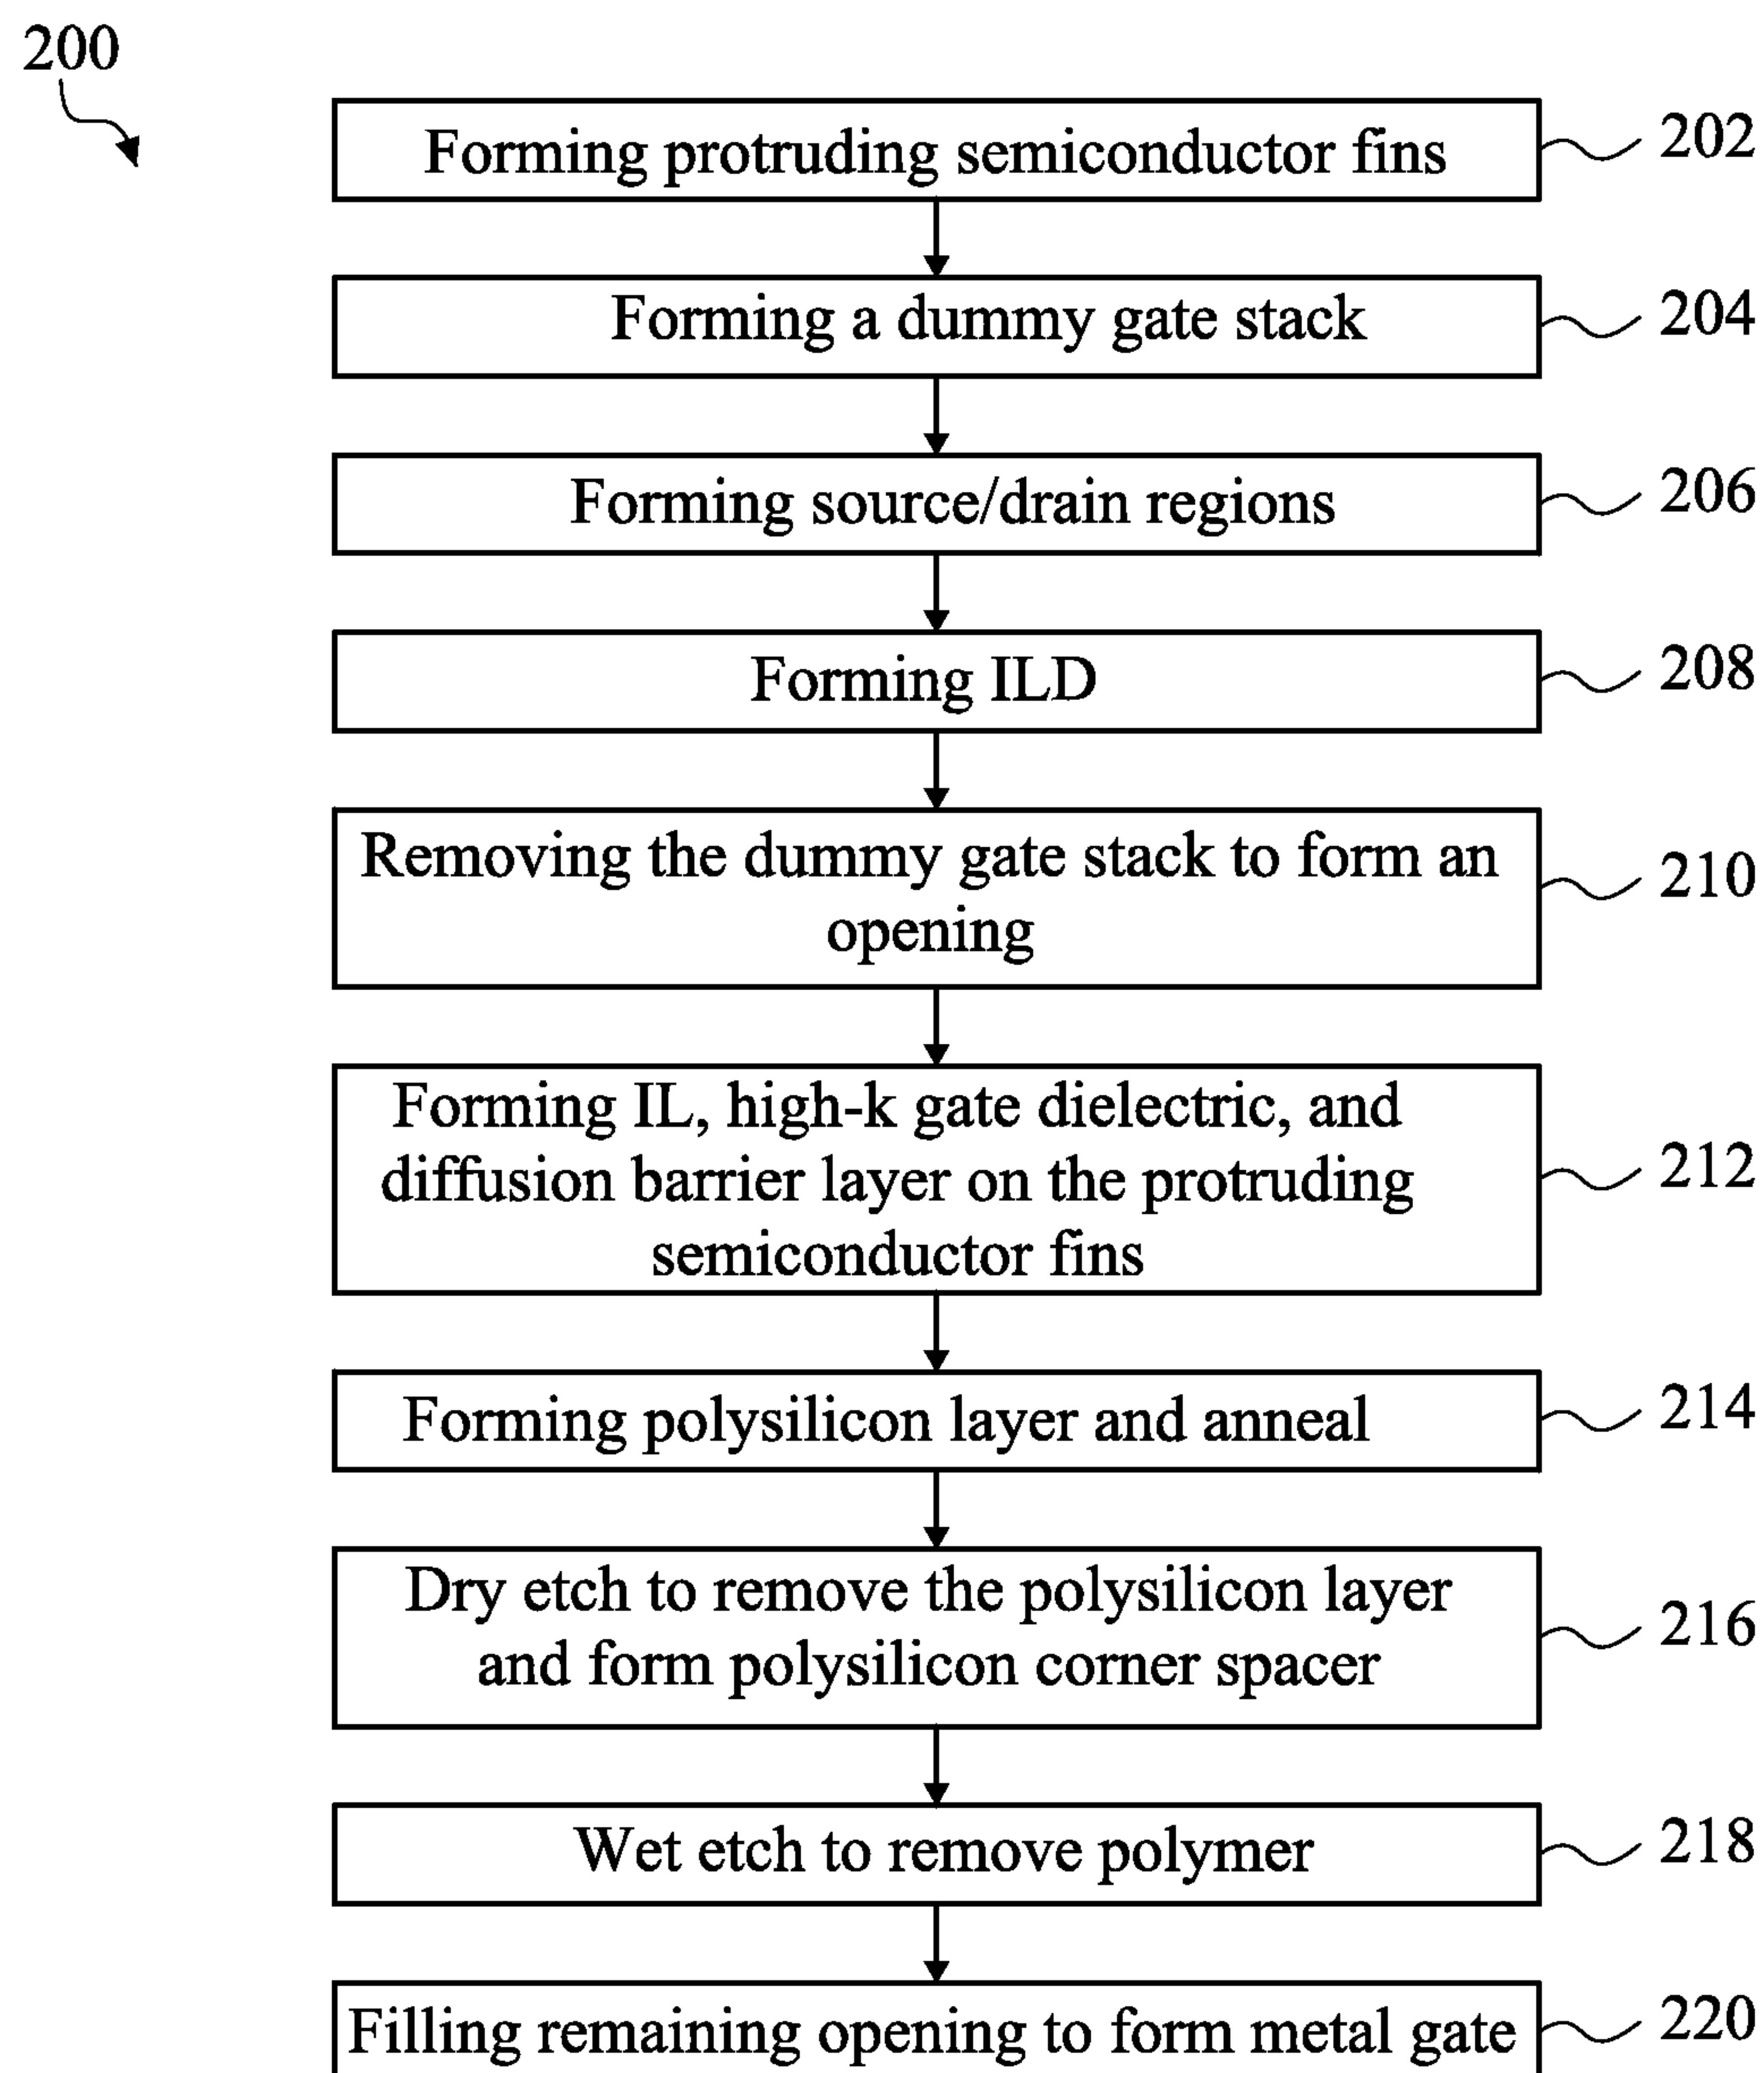 200
Forming protruding semiconductor fins
202
Forming a dummy gate stack
204
Forming source/drain regions
206
Forming ILD
208
Removing the dummy gate stack to form an
opening
210
Forming IL, high-k gate dielectric, and
diffusion barrier layer on the protruding
semiconductor fins
212
Forming polysilicon layer and anneal
214
Dry etch to remove the polysilicon layer
and form polysilicon corner spacer
216
Wet etch to remove polymer
218
Filling remaining opening to form metal gate
220